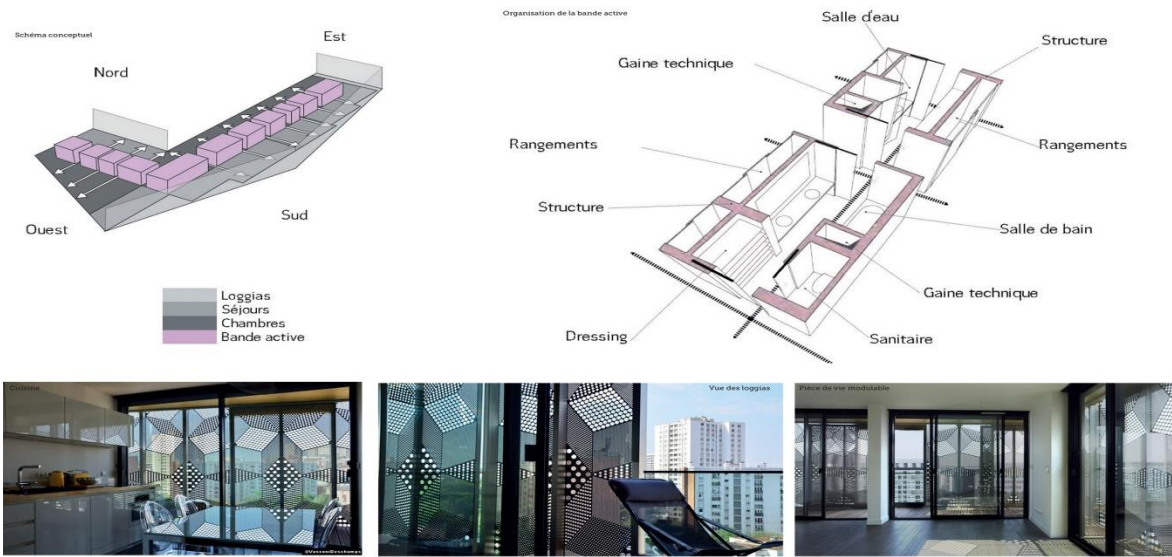 Schéma conceptuel
Est
Nord
Ouest
Sud
Loggias
Séjours
Chambres
Bande active
Organisation de la bande active
Salle d'eau
Structure
Gaine technique
Rangements
Rangements
Structure
Salle de bain
Gaine technique
Dressing
Sanitaire
Cuisine
Vue des loggias
Pièce de vie modulable
©VassouDeschamps